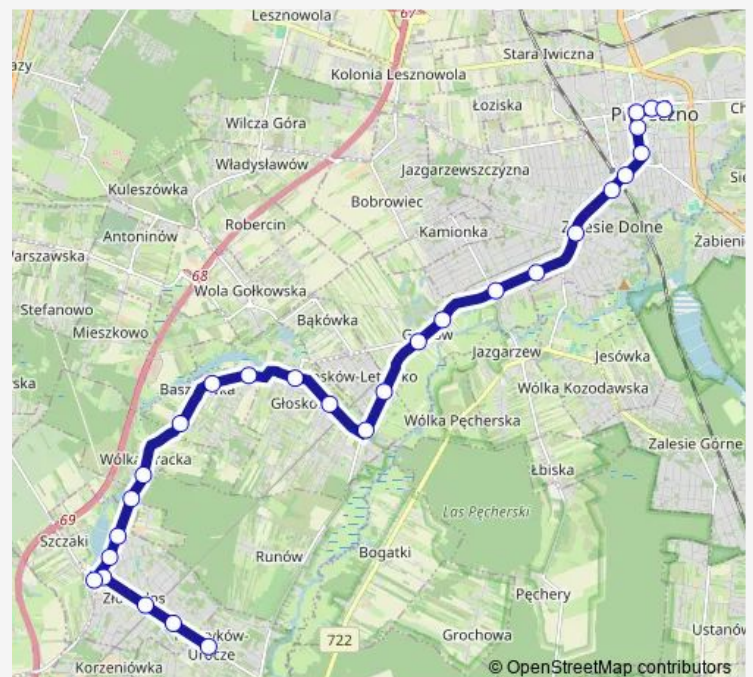 Lesznowola
67
Stara Iwiczna
Kolonia Lesznowola
Łoziska
Wilcza Góra
Władysławów
Jazgarzewszczyzna
Kuleszówka
Bobrowiec
Robercin
Kamionka
Zalesie Dolne
Antoninów
Żabieni
68
Wola Gołkowska
Stefanowo
Bąkówka
Mieszkowo
Jazgarzew
Jesówka
Wólka Kozodawska
Wólka Pęcherska
Zalesie Górne
Łbiska
69
Las Pęcherski
Szczaki
Runów
Bogatki
Pęchery
722
Grochowa
Ustanów
Korzeniówka
© OpenStreetMap contributors